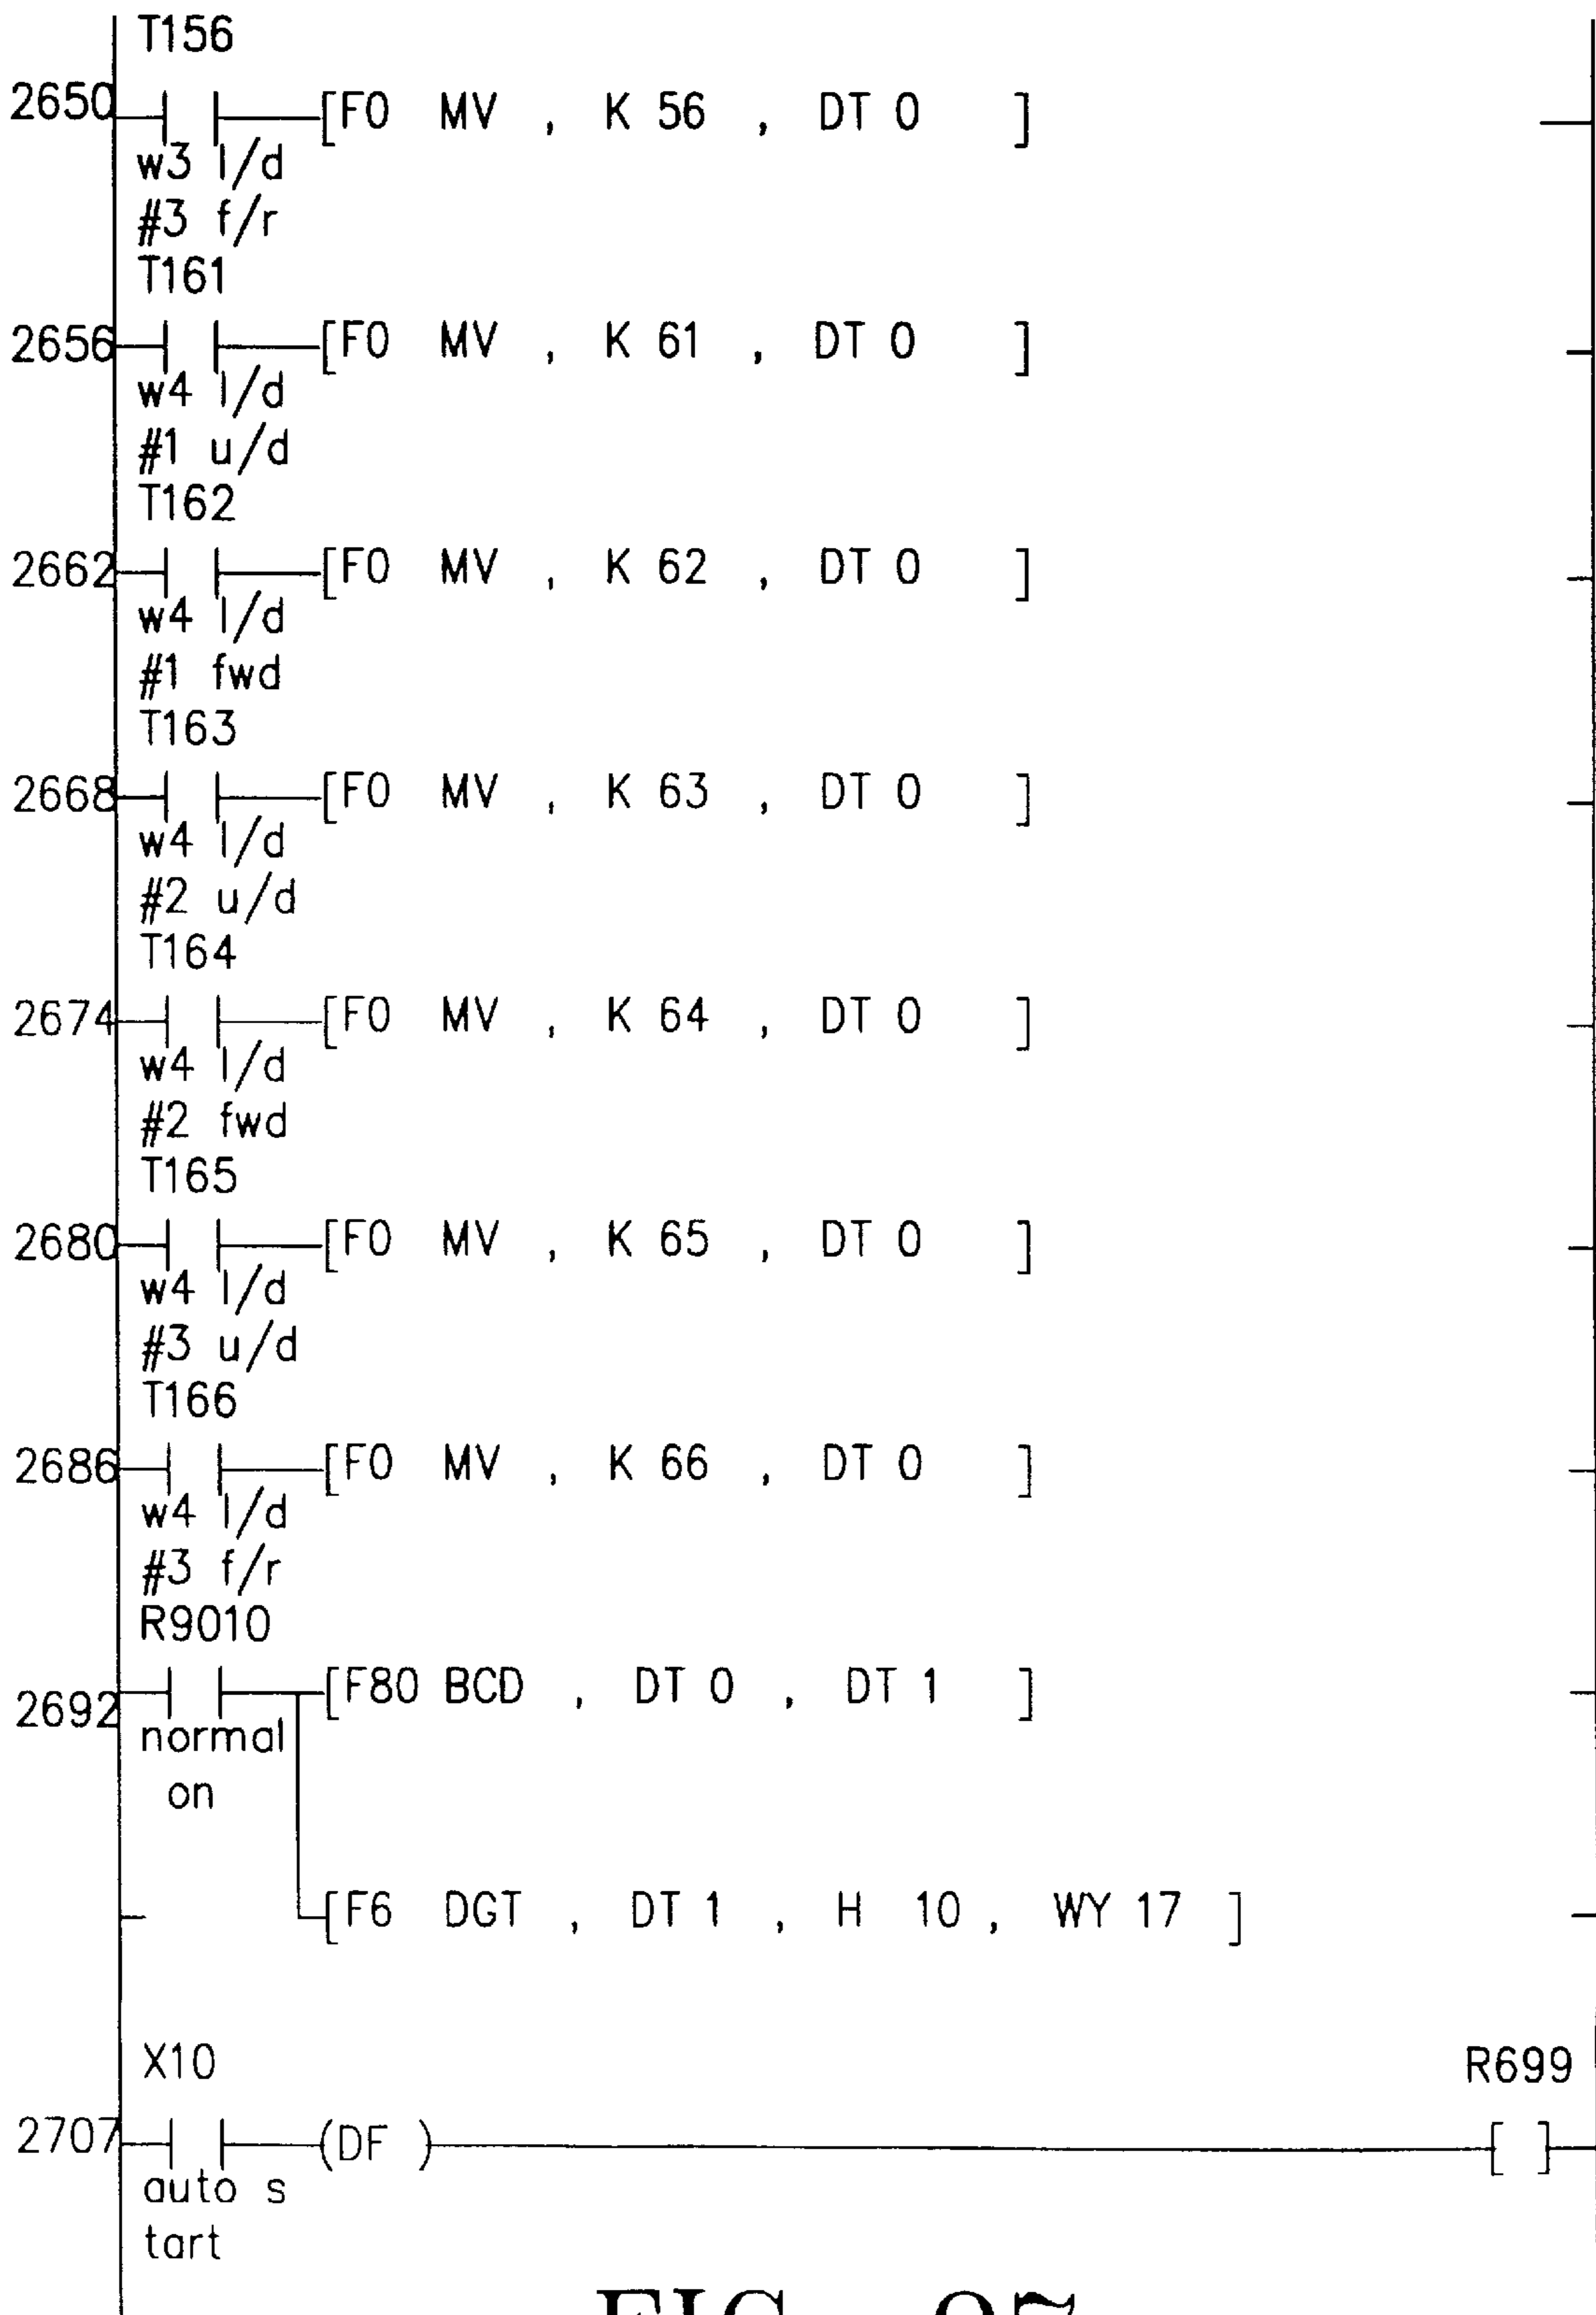 T156
2650 [F0 MV , K 56 , DT 0 ]
w3 l/d
#3 f/r
T161
2656 [F0 MV , K 61 , DT 0 ]
w4 l/d
#1 u/d
T162
2662 [F0 MV , K 62 , DT 0 ]
w4 l/d
#1 fwd
T163
2668 [F0 MV , K 63 , DT 0 ]
w4 l/d
#2 u/d
T164
2674 [F0 MV , K 64 , DT 0 ]
w4 l/d
#2 fwd
T165
2680 [F0 MV , K 65 , DT 0 ]
w4 l/d
#3 u/d
T166
2686 [F0 MV , K 66 , DT 0 ]
w4 l/d
#3 f/r
R9010
2692 [F80 BCD , DT 0 , DT 1 ]
normal
on
[F6 DGT , DT 1 , H 10 , WY 17 ]
X10 R699
2707 (DF ) [ ]
auto s
tart